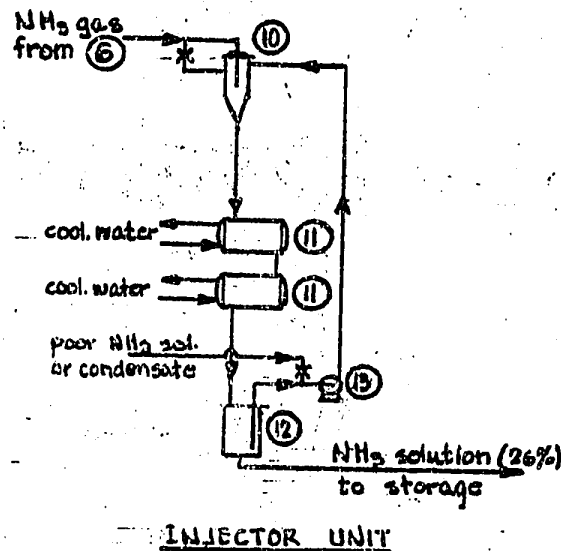 NH3 gas
from 6
10
cool. water
11
cool. water
11
poor NH3 sol.
or condensate
13
12
NH3 solution (26%)
to storage
INJECTOR UNIT